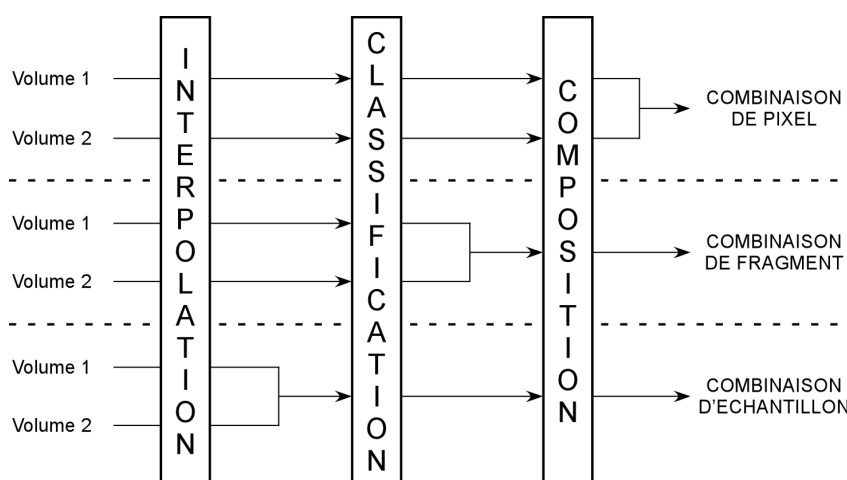 INTERPOLATION
CLASSIFICATION
COMPOSITION
Volume 1
Volume 2
COMBINAISON
DE PIXEL
Volume 1
Volume 2
COMBINAISON
DE FRAGMENT
Volume 1
Volume 2
COMBINAISON
D'ECHANTILLON